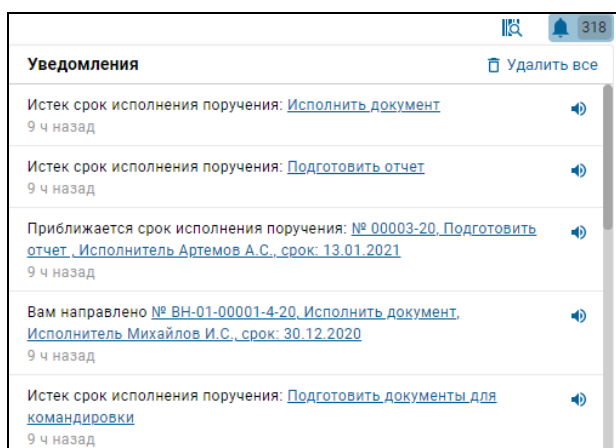 318
Уведомления Удалить все
Истек срок исполнения поручения: Исполнить документ
9 ч назад
Истек срок исполнения поручения: Подготовить отчет
9 ч назад
Приближается срок исполнения поручения: № 00003-20, Подготовить
отчет , Исполнитель Артемов А.С., срок: 13.01.2021
9 ч назад
Вам направлено № ВН-01-00001-4-20, Исполнить документ,
Исполнитель Михайлов И.С., срок: 30.12.2020
9 ч назад
Истек срок исполнения поручения: Подготовить документы для
командировки
9 ч назад